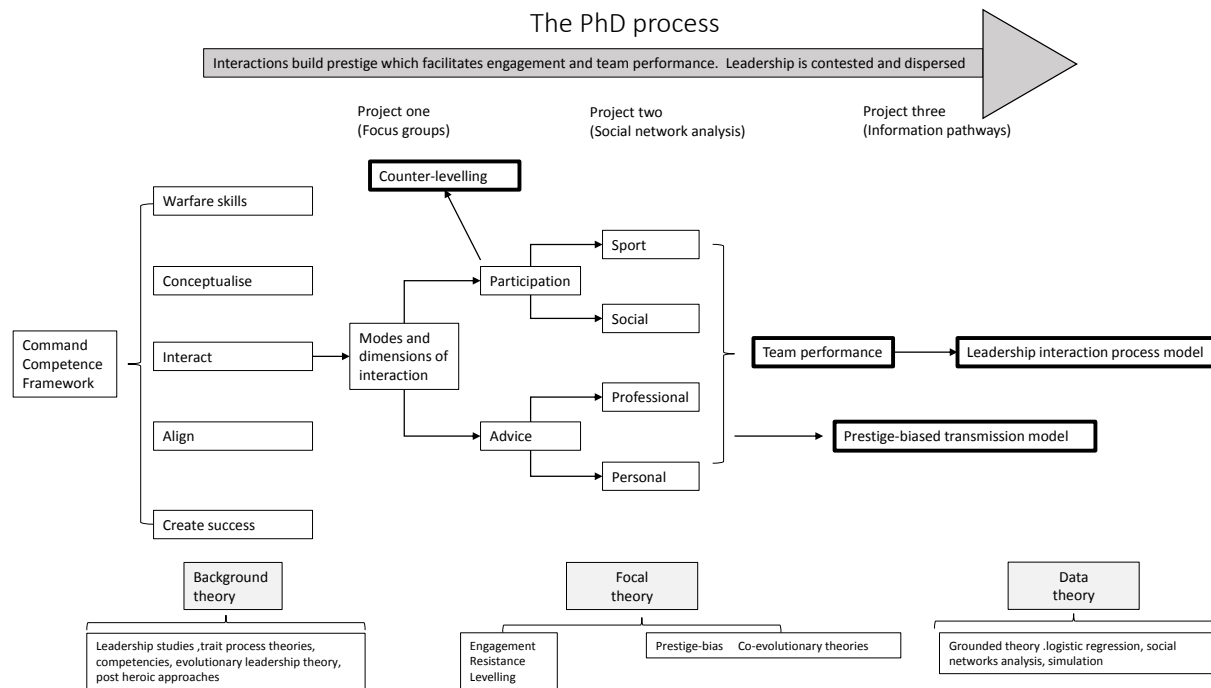 The PhD process
Interactions build prestige which facilitates engagement and team performance.  Leadership is contested and dispersed
Project one
(Focus groups)
Project two
(Social network analysis)
Project three
(Information pathways)
Counter-levelling
Warfare skills
Conceptualise
Interact
Align
Create success
Command
Competence
Framework
Modes and
dimensions of
interaction
Participation
Advice
Sport
Social
Professional
Personal
Team performance
Leadership interaction process model
Prestige-biased transmission model
Background
theory
Leadership studies ,trait process theories,
competencies, evolutionary leadership theory,
post heroic approaches
Focal
theory
Engagement
Resistance
Levelling
Prestige-bias    Co-evolutionary theories
Data
theory
Grounded theory .logistic regression, social
networks analysis, simulation